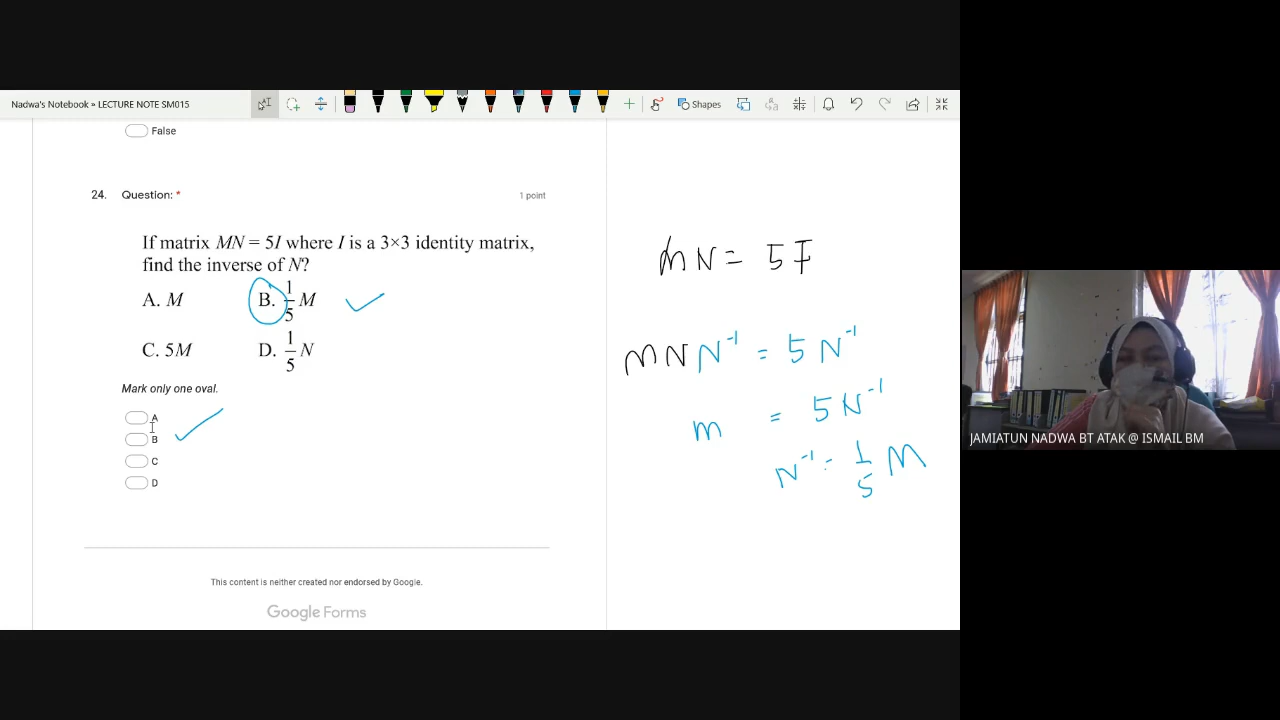 Nadwa's Notebook » LECTURE NOTE SM015
Shapes
False
24. Question: * 1 point
If matrix MN = 5I where I is a 3×3 identity matrix,
find the inverse of N?
A. M B. 1/5 M
C. 5M D. 1/5 N
Mark only one oval.
A
B
C
D
This content is neither created nor endorsed by Google.
Google Forms
MN = 5I
MNN⁻¹ = 5N⁻¹
M = 5N⁻¹
N⁻¹ = 1/5 M
JAMIATUN NADWA BT ATAK @ ISMAIL BM